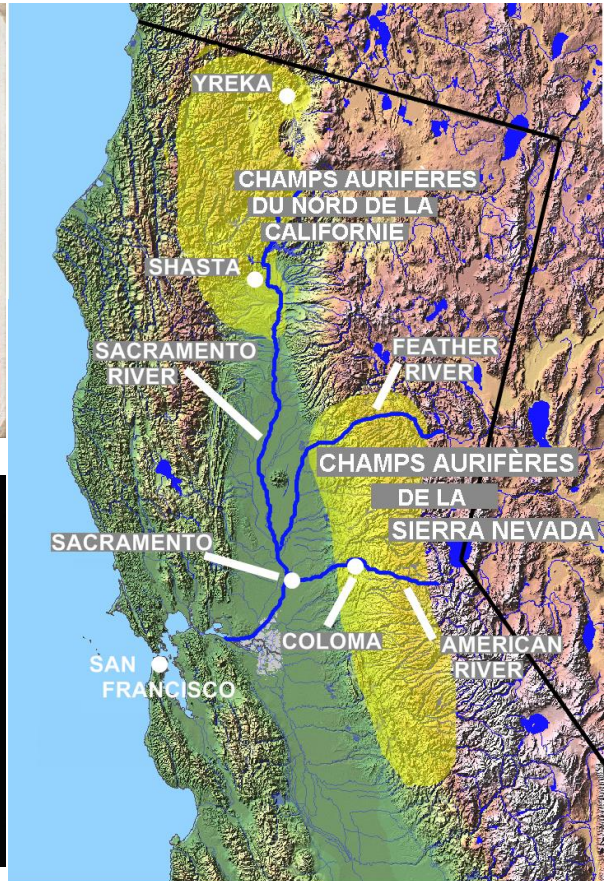 YREKA
CHAMPS AURIFÈRES
DU NORD DE LA
CALIFORNIE
SHASTA
SACRAMENTO
RIVER
FEATHER
RIVER
CHAMPS AURIFÈRES
DE LA
SIERRA NEVADA
SACRAMENTO
COLOMA
AMERICAN
RIVER
SAN
FRANCISCO